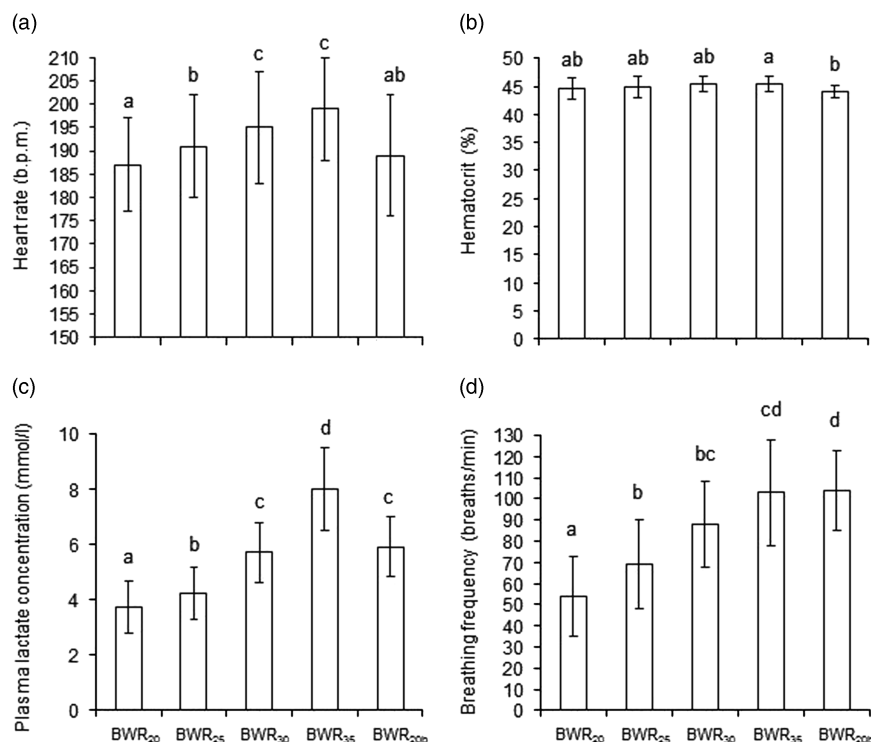 (a)
Heart rate (b.p.m.)
210
205
200
195
190
185
180
175
170
165
160
155
150
a
b
c
c
ab
(b)
Hematocrit (%)
50
45
40
35
30
25
20
15
10
5
0
ab
ab
ab
a
b
(c)
Plasma lactate concentration (mmol/l)
10
8
6
4
2
0
a
b
c
d
c
BWR20 BWR25 BWR30 BWR35 BWR20b
(d)
Breathing frequency (breaths/min)
130
120
110
100
90
80
70
60
50
40
30
20
10
0
a
b
bc
cd
d
BWR20 BWR25 BWR30 BWR35 BWR20b